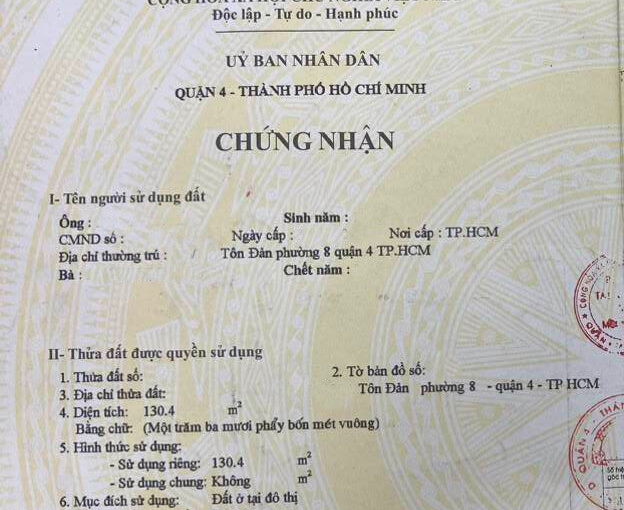 Độc lập - Tự do - Hạnh phúc
UỶ BAN NHÂN DÂN
QUẬN 4 - THÀNH PHỐ HỒ CHÍ MINH
CHỨNG NHẬN
I- Tên người sử dụng đất
Ông : Sinh năm :
CMND số : Ngày cấp : Nơi cấp : TP.HCM
Địa chỉ thường trú : / Tôn Đản phường 8 quận 4 TP.HCM
Bà : Chết năm :
II- Thửa đất được quyền sử dụng
1. Thửa đất số: 2. Tờ bản đồ số:
3. Địa chỉ thửa đất: Tôn Đản phường 8 - quận 4 - TP HCM
4. Diện tích: 130.4 m²
Bằng chữ: (Một trăm ba mươi phẩy bốn mét vuông)
5. Hình thức sử dụng:
- Sử dụng riêng: 130.4 m²
- Sử dụng chung: Không m²
6. Mục đích sử dụng: Đất ở tại đô thị